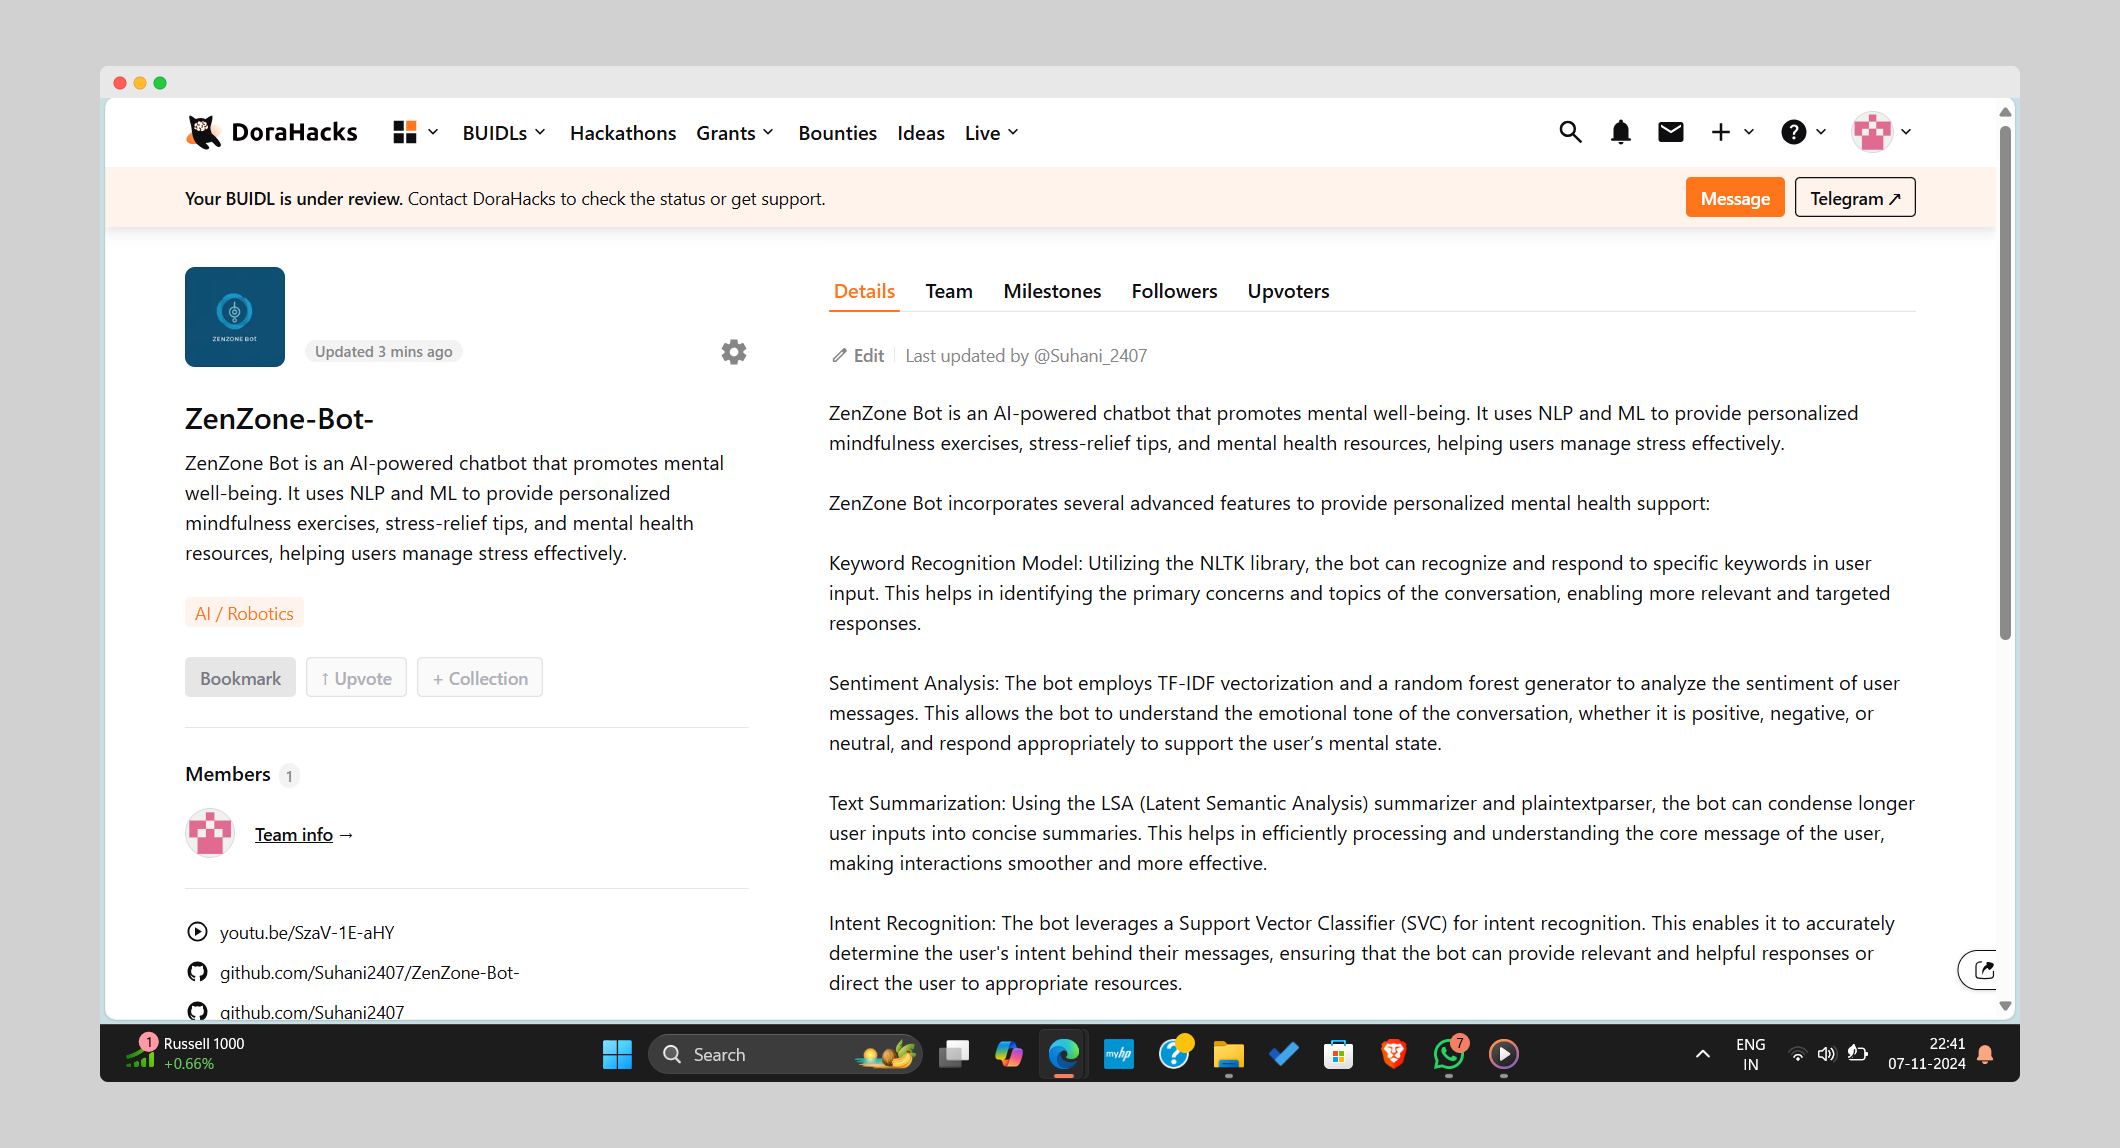 DoraHacks
BUIDLs
Hackathons
Grants
Bounties
Ideas
Live
Your BUIDL is under review. Contact DoraHacks to check the status or get support.
Message
Telegram ↗
ZENZONE BOT
Updated 3 mins ago
ZenZone-Bot-
ZenZone Bot is an AI-powered chatbot that promotes mental
well-being. It uses NLP and ML to provide personalized
mindfulness exercises, stress-relief tips, and mental health
resources, helping users manage stress effectively.
AI / Robotics
Bookmark
↑ Upvote
+ Collection
Members 1
Team info →
youtu.be/SzaV-1E-aHY
github.com/Suhani2407/ZenZone-Bot-
github.com/Suhani2407
Details
Team
Milestones
Followers
Upvoters
Edit
Last updated by @Suhani_2407
ZenZone Bot is an AI-powered chatbot that promotes mental well-being. It uses NLP and ML to provide personalized
mindfulness exercises, stress-relief tips, and mental health resources, helping users manage stress effectively.
ZenZone Bot incorporates several advanced features to provide personalized mental health support:
Keyword Recognition Model: Utilizing the NLTK library, the bot can recognize and respond to specific keywords in user
input. This helps in identifying the primary concerns and topics of the conversation, enabling more relevant and targeted
responses.
Sentiment Analysis: The bot employs TF-IDF vectorization and a random forest generator to analyze the sentiment of user
messages. This allows the bot to understand the emotional tone of the conversation, whether it is positive, negative, or
neutral, and respond appropriately to support the user’s mental state.
Text Summarization: Using the LSA (Latent Semantic Analysis) summarizer and plaintextparser, the bot can condense longer
user inputs into concise summaries. This helps in efficiently processing and understanding the core message of the user,
making interactions smoother and more effective.
Intent Recognition: The bot leverages a Support Vector Classifier (SVC) for intent recognition. This enables it to accurately
determine the user's intent behind their messages, ensuring that the bot can provide relevant and helpful responses or
direct the user to appropriate resources.
1
Russell 1000
+0.66%
Search
myhp
7
ENG
IN
22:41
07-11-2024